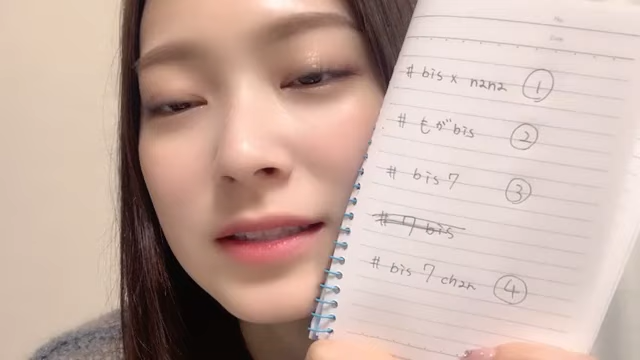 No.
Date
# bis x n2n2 ①
# もがbis ②
# bis 7 ③
# 7 bis
# bis 7 chan ④